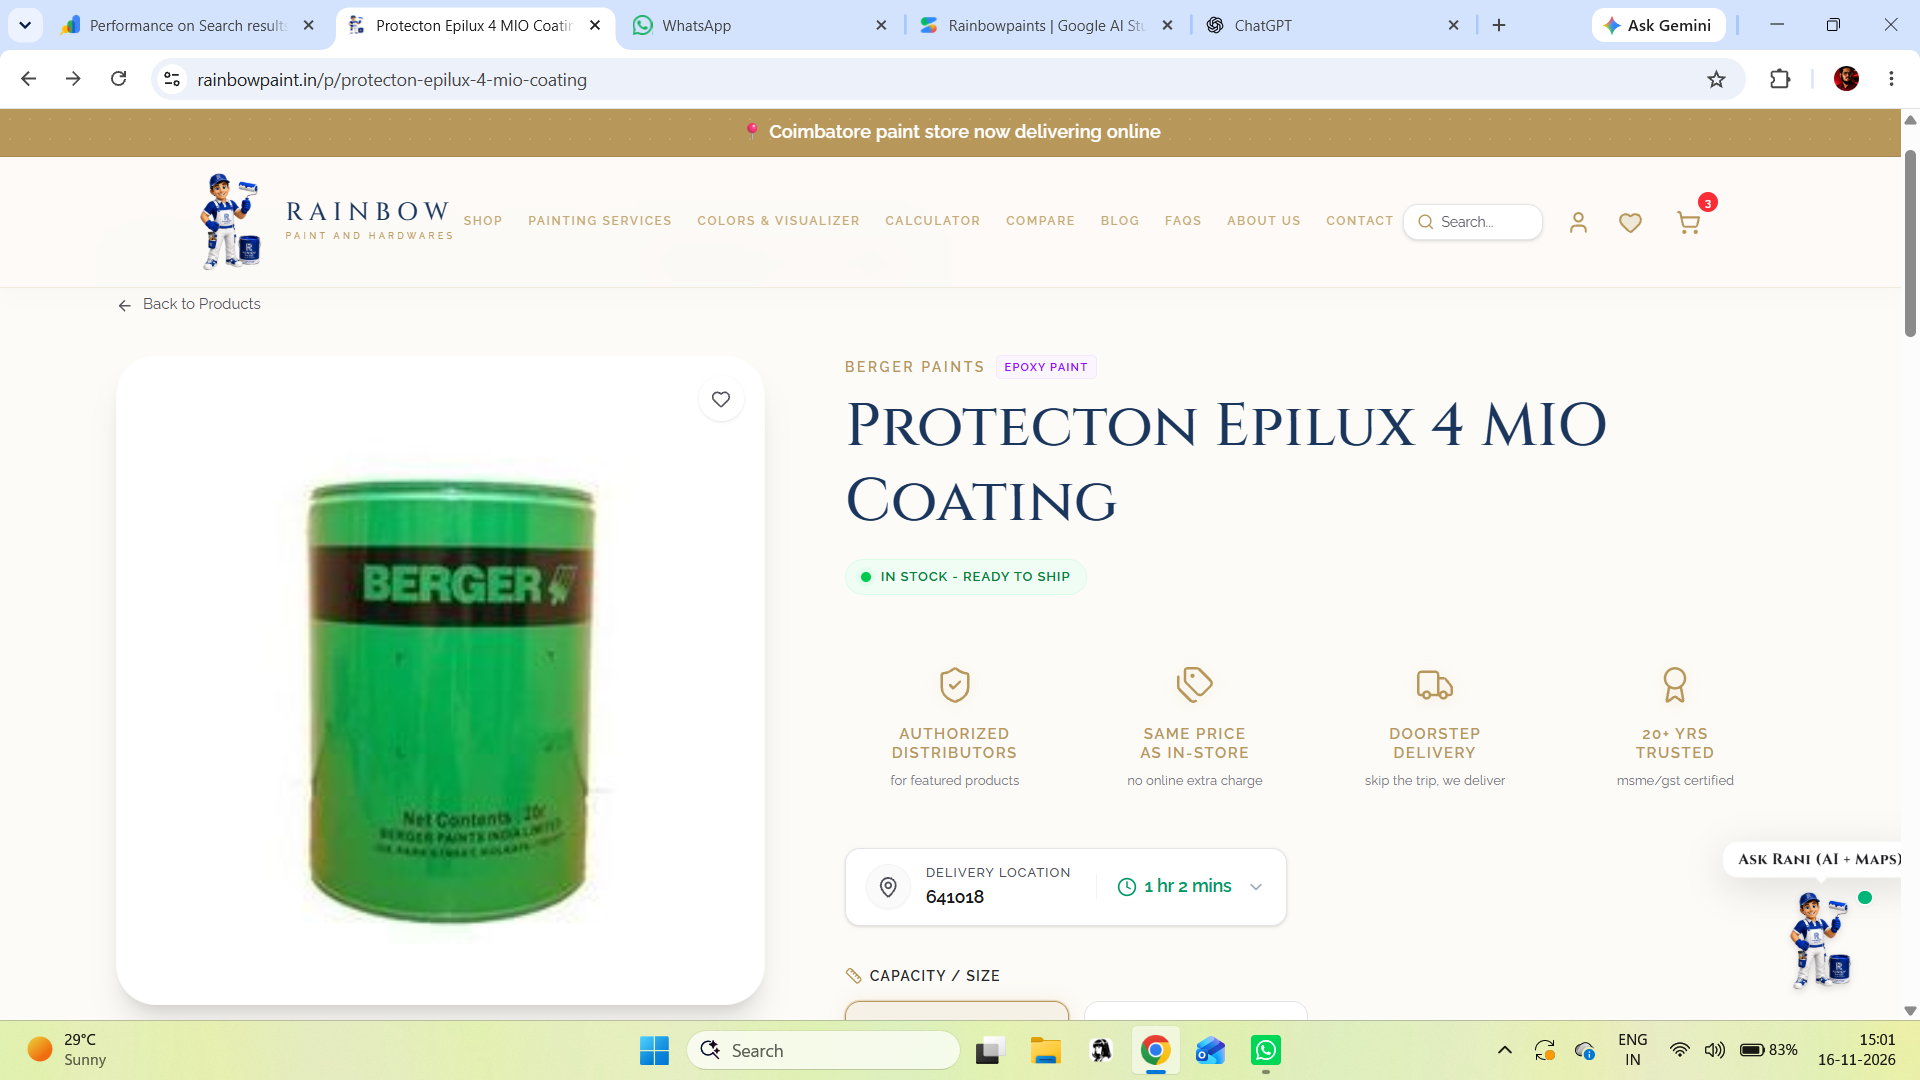 Performance on Search results
Protecton Epilux 4 MIO Coatin
WhatsApp
Rainbowpaints | Google AI Stu
ChatGPT
Ask Gemini
rainbowpaint.in/p/protecton-epilux-4-mio-coating
📍 Coimbatore paint store now delivering online
RAINBOW
PAINT AND HARDWARES
SHOP
PAINTING SERVICES
COLORS & VISUALIZER
CALCULATOR
COMPARE
BLOG
FAQS
ABOUT US
CONTACT
Search...
3
Back to Products
BERGER PAINTS
EPOXY PAINT
PROTECTON EPILUX 4 MIO
COATING
IN STOCK - READY TO SHIP
BERGER
Net Contents
BERGER PAINTS INDIA LIMITED
AUTHORIZED
DISTRIBUTORS
for featured products
SAME PRICE
AS IN-STORE
no online extra charge
DOORSTEP
DELIVERY
skip the trip, we deliver
20+ YRS
TRUSTED
msme/gst certified
DELIVERY LOCATION
641018
1 hr 2 mins
CAPACITY / SIZE
ASK RANI (AI + MAPS)
29°C
Sunny
Search
ENG
IN
83%
15:01
16-11-2026